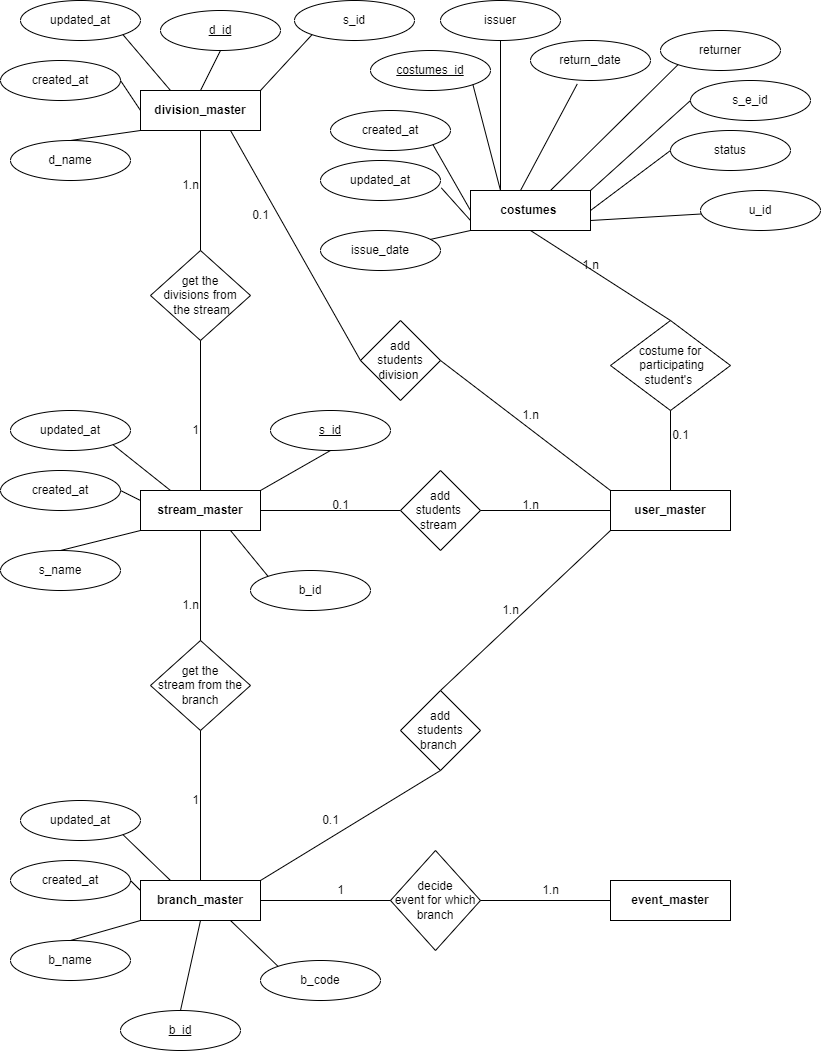 updated_at
d_id
s_id
issuer
created_at
division_master
d_name
costumes_id
return_date
returner
s_e_id
created_at
status
updated_at
costumes
u_id
issue_date
1.n
0.1
1.n
get the
divisions from
the stream
add
students
division
costume for
participating
student's
1.n
0.1
1
updated_at
s_id
created_at
stream_master
0.1
add
students
stream
1.n
user_master
s_name
b_id
1.n
1.n
get the
stream from the
branch
add
students
branch
1
0.1
updated_at
created_at
branch_master
1
decide
event for which
branch
1.n
event_master
b_name
b_code
b_id